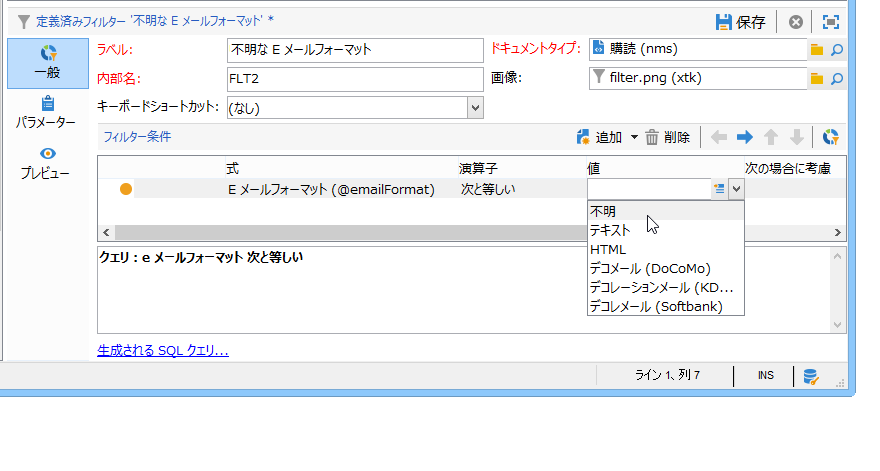 定義済みフィルター '不明な E メールフォーマット' *
保存
一般
パラメーター
プレビュー
ラベル:
不明な E メールフォーマット
ドキュメントタイプ:
購読 (nms)
内部名:
FLT2
画像:
filter.png (xtk)
キーボードショートカット:
(なし)
フィルター条件
追加
削除
式
演算子
値
次の場合に考慮
E メールフォーマット (@emailFormat)
次と等しい
不明
テキスト
HTML
デコメール (DoCoMo)
デコレーションメール (KD...
デコレメール (Softbank)
クエリ : e メールフォーマット 次と等しい
生成される SQL クエリ...
ライン 1、列 7
INS